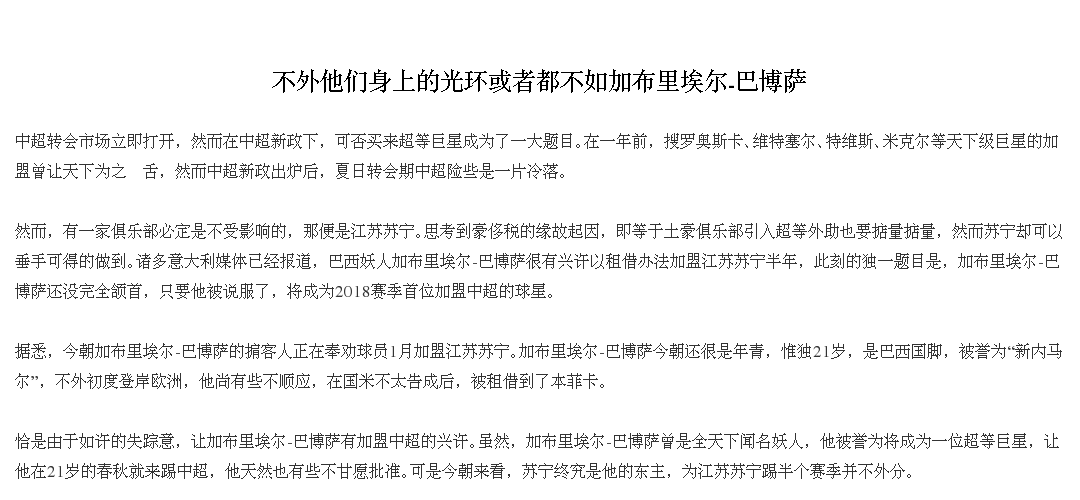 不外他们身上的光环或者都不如加布里埃尔-巴博萨
中超转会市场立即打开，然而在中超新政下，可否买来超等巨星成为了一大题目。在一年前，搜罗奥斯卡、维特塞尔、特维斯、米克尔等天下级巨星的加
盟曾让天下为之　舌，然而中超新政出炉后，夏日转会期中超险些是一片冷落。
然而，有一家俱乐部必定是不受影响的，那便是江苏苏宁。思考到豪侈税的缘故起因，即等于土豪俱乐部引入超等外助也要掂量掂量，然而苏宁却可以
垂手可得的做到。诸多意大利媒体已经报道，巴西妖人加布里埃尔-巴博萨很有兴许以租借办法加盟江苏苏宁半年，此刻的独一题目是，加布里埃尔-巴
博萨还没完全颔首，只要他被说服了，将成为2018赛季首位加盟中超的球星。
据悉，今朝加布里埃尔-巴博萨的掮客人正在奉劝球员1月加盟江苏苏宁。加布里埃尔-巴博萨今朝还很是年青，惟独21岁，是巴西国脚，被誉为“新内马
尔”，不外初度登岸欧洲，他尚有些不顺应，在国米不太告成后，被租借到了本菲卡。
恰是由于如许的失踪意，让加布里埃尔-巴博萨有加盟中超的兴许。虽然，加布里埃尔-巴博萨曾是全天下闻名妖人，他被誉为将成为一位超等巨星，让
他在21岁的春秋就来踢中超，他天然也有些不甘愿批准。可是今朝来看，苏宁终究是他的东主，为江苏苏宁踢半个赛季并不外分。